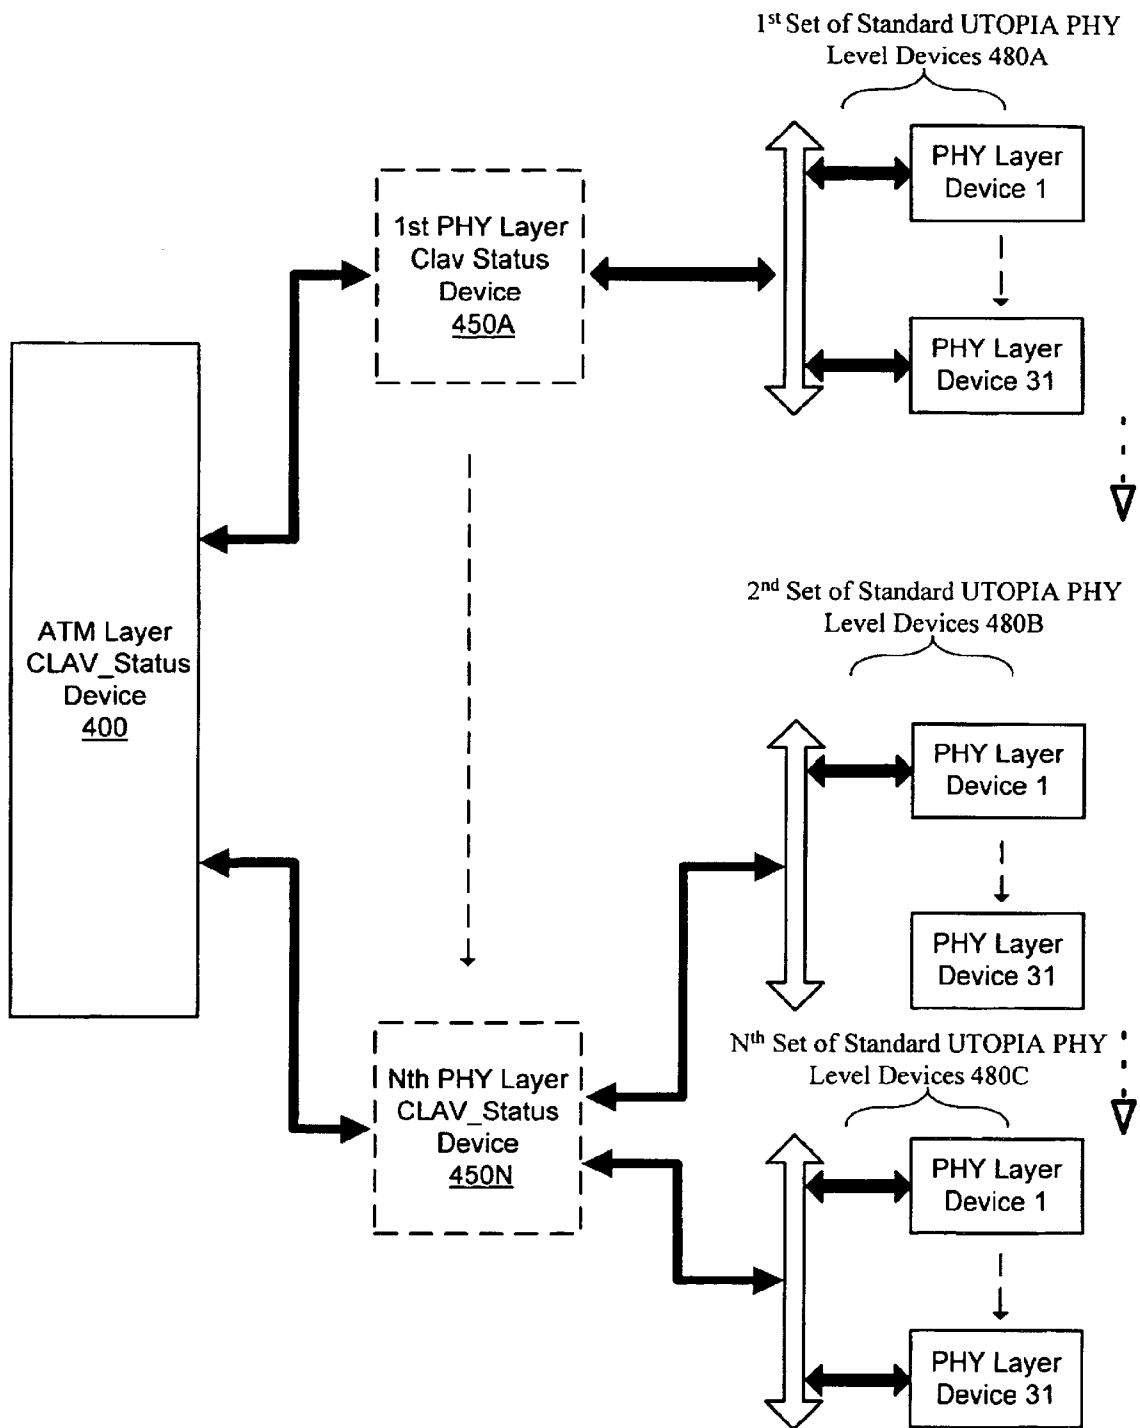 1st Set of Standard UTOPIA PHY
Level Devices 480A
PHY Layer
Device 1
1st PHY Layer
Clav Status
Device
450A
PHY Layer
Device 31
ATM Layer
CLAV_Status
Device
400
2nd Set of Standard UTOPIA PHY
Level Devices 480B
PHY Layer
Device 1
PHY Layer
Device 31
Nth PHY Layer
CLAV_Status
Device
450N
Nth Set of Standard UTOPIA PHY
Level Devices 480C
PHY Layer
Device 1
PHY Layer
Device 31